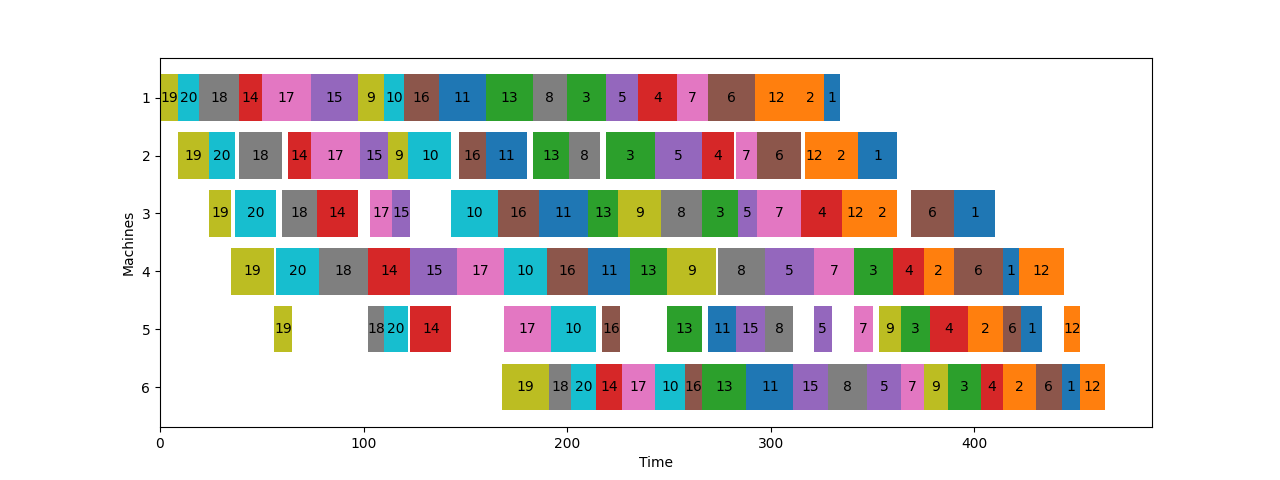 1 19 20 18 14 17 15 9 10 16 11 13 8 3 5 4 7 6 12 2 1
2 19 20 18 14 17 15 9 10 16 11 13 8 3 5 4 7 6 12 2 1
3 19 20 18 14 17 15 10 16 11 13 9 8 3 5 7 4 12 2 6 1
4 19 20 18 14 15 17 10 16 11 13 9 8 5 7 3 4 2 6 1 12
5 19 18 20 14 17 10 16 13 11 15 8 5 7 9 3 4 2 6 1 12
6 19 18 20 14 17 10 16 13 11 15 8 5 7 9 3 4 2 6 1 12
Machines
0 100 200 300 400
Time